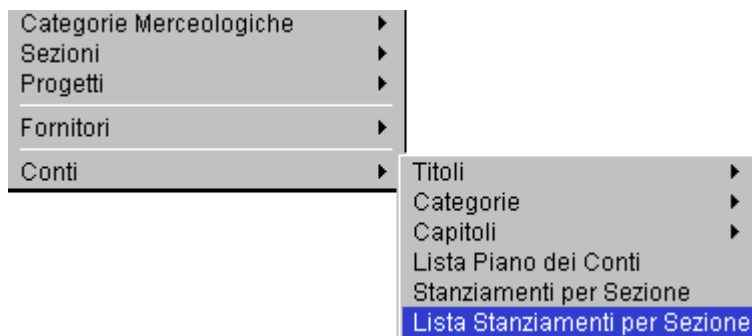 Categorie Merceologiche
Sezioni
Progetti
Fornitori
Conti
Titoli
Categorie
Capitoli
Lista Piano dei Conti
Stanziamenti per Sezione
Lista Stanziamenti per Sezione